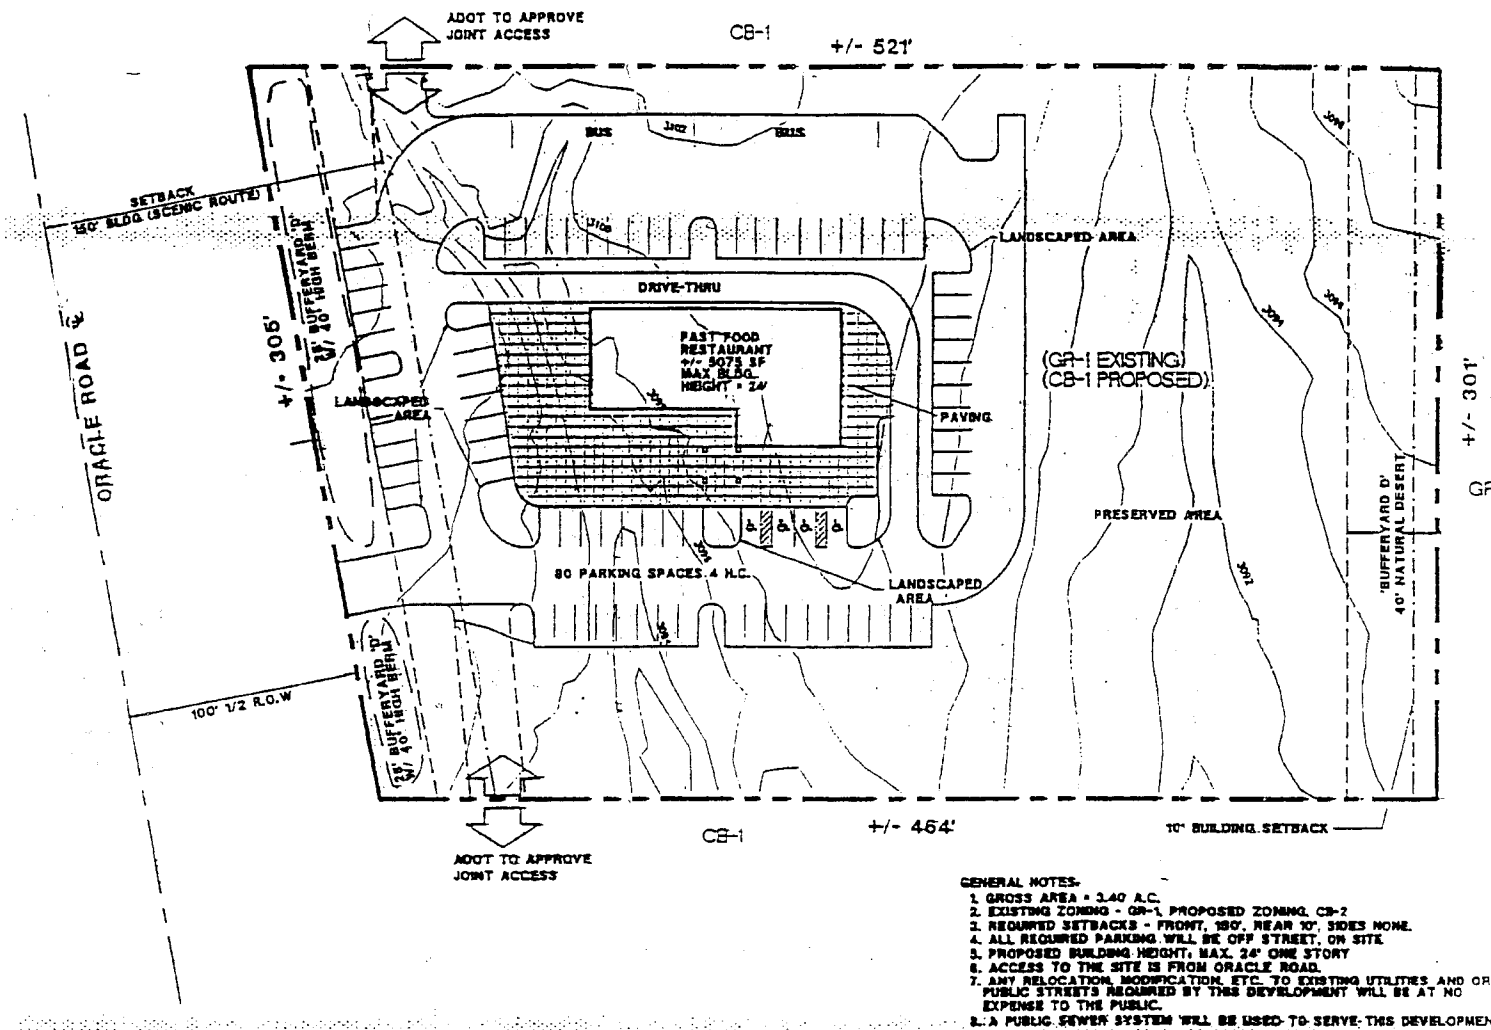 ADOT TO APPROVE
JOINT ACCESS
CB-1
+/- 521'
BUS
3102
BUS
3096
SETBACK
150' BLDG (SCENIC ROUTE)
3100
LANDSCAPED AREA
25' BUFFERYARD 'D'
W/ 40" HIGH BERM
DRIVE-THRU
3094
+/- 305'
ORACLE ROAD
FAST FOOD
RESTAURANT
+/- 5075 SF
MAX BLDG.
HEIGHT = 24'
(GR-1 EXISTING)
(CB-1 PROPOSED)
+/- 301'
LANDSCAPED
AREA
PAVING
GR
PRESERVED AREA
'BUFFERYARD D'
40' NATURAL DESERT
3092
80 PARKING SPACES. 4 H.C.
LANDSCAPED
AREA
25' BUFFERYARD 'D'
W/ 40" HIGH BERM
100' 1/2 R.O.W
CB-1
+/- 464'
10' BUILDING SETBACK
ADOT TO APPROVE
JOINT ACCESS
GENERAL NOTES.
1. GROSS AREA = 3.40 A.C.
2. EXISTING ZONING - GR-1, PROPOSED ZONING, CB-2
3. REQUIRED SETBACKS - FRONT, 150', REAR 10', SIDES NONE.
4. ALL REQUIRED PARKING WILL BE OFF STREET, ON SITE
5. PROPOSED BUILDING HEIGHT: MAX. 24' ONE STORY
6. ACCESS TO THE SITE IS FROM ORACLE ROAD.
7. ANY RELOCATION, MODIFICATION, ETC. TO EXISTING UTILITIES AND OR
PUBLIC STREETS REQUIRED BY THIS DEVELOPMENT WILL BE AT NO
EXPENSE TO THE PUBLIC.
8. A PUBLIC SEWER SYSTEM WILL BE USED TO SERVE THIS DEVELOPMEN